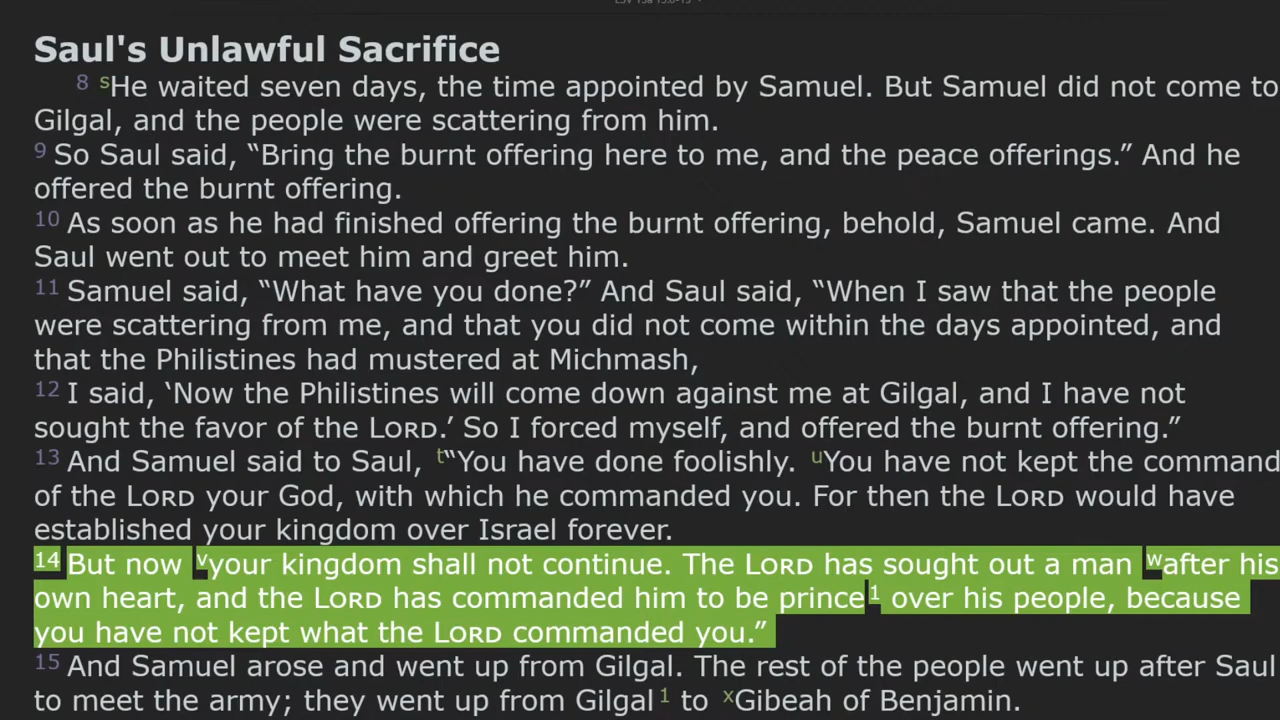 Saul's Unlawful Sacrifice
8 sHe waited seven days, the time appointed by Samuel. But Samuel did not come to
Gilgal, and the people were scattering from him.
9 So Saul said, “Bring the burnt offering here to me, and the peace offerings.” And he
offered the burnt offering.
10 As soon as he had finished offering the burnt offering, behold, Samuel came. And
Saul went out to meet him and greet him.
11 Samuel said, “What have you done?” And Saul said, “When I saw that the people
were scattering from me, and that you did not come within the days appointed, and
that the Philistines had mustered at Michmash,
12 I said, ‘Now the Philistines will come down against me at Gilgal, and I have not
sought the favor of the LORD.’ So I forced myself, and offered the burnt offering.”
13 And Samuel said to Saul, t“You have done foolishly. uYou have not kept the command
of the LORD your God, with which he commanded you. For then the LORD would have
established your kingdom over Israel forever.
14 But now vyour kingdom shall not continue. The LORD has sought out a man wafter his
own heart, and the LORD has commanded him to be prince1 over his people, because
you have not kept what the LORD commanded you.”
15 And Samuel arose and went up from Gilgal. The rest of the people went up after Saul
to meet the army; they went up from Gilgal1 to xGibeah of Benjamin.